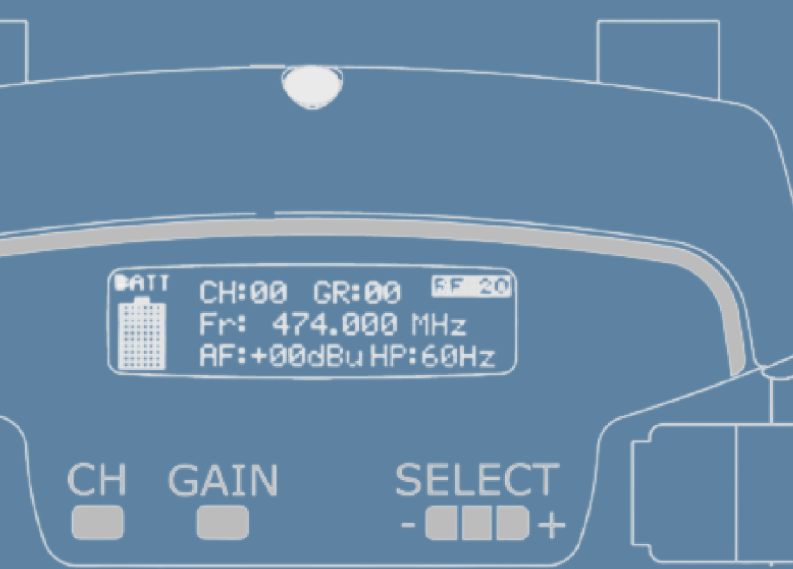 BATT
CH:00 GR:00 RF 20
Fr: 474.000 MHz
AF:+00dBu HP:60Hz
CH GAIN SELECT
- +